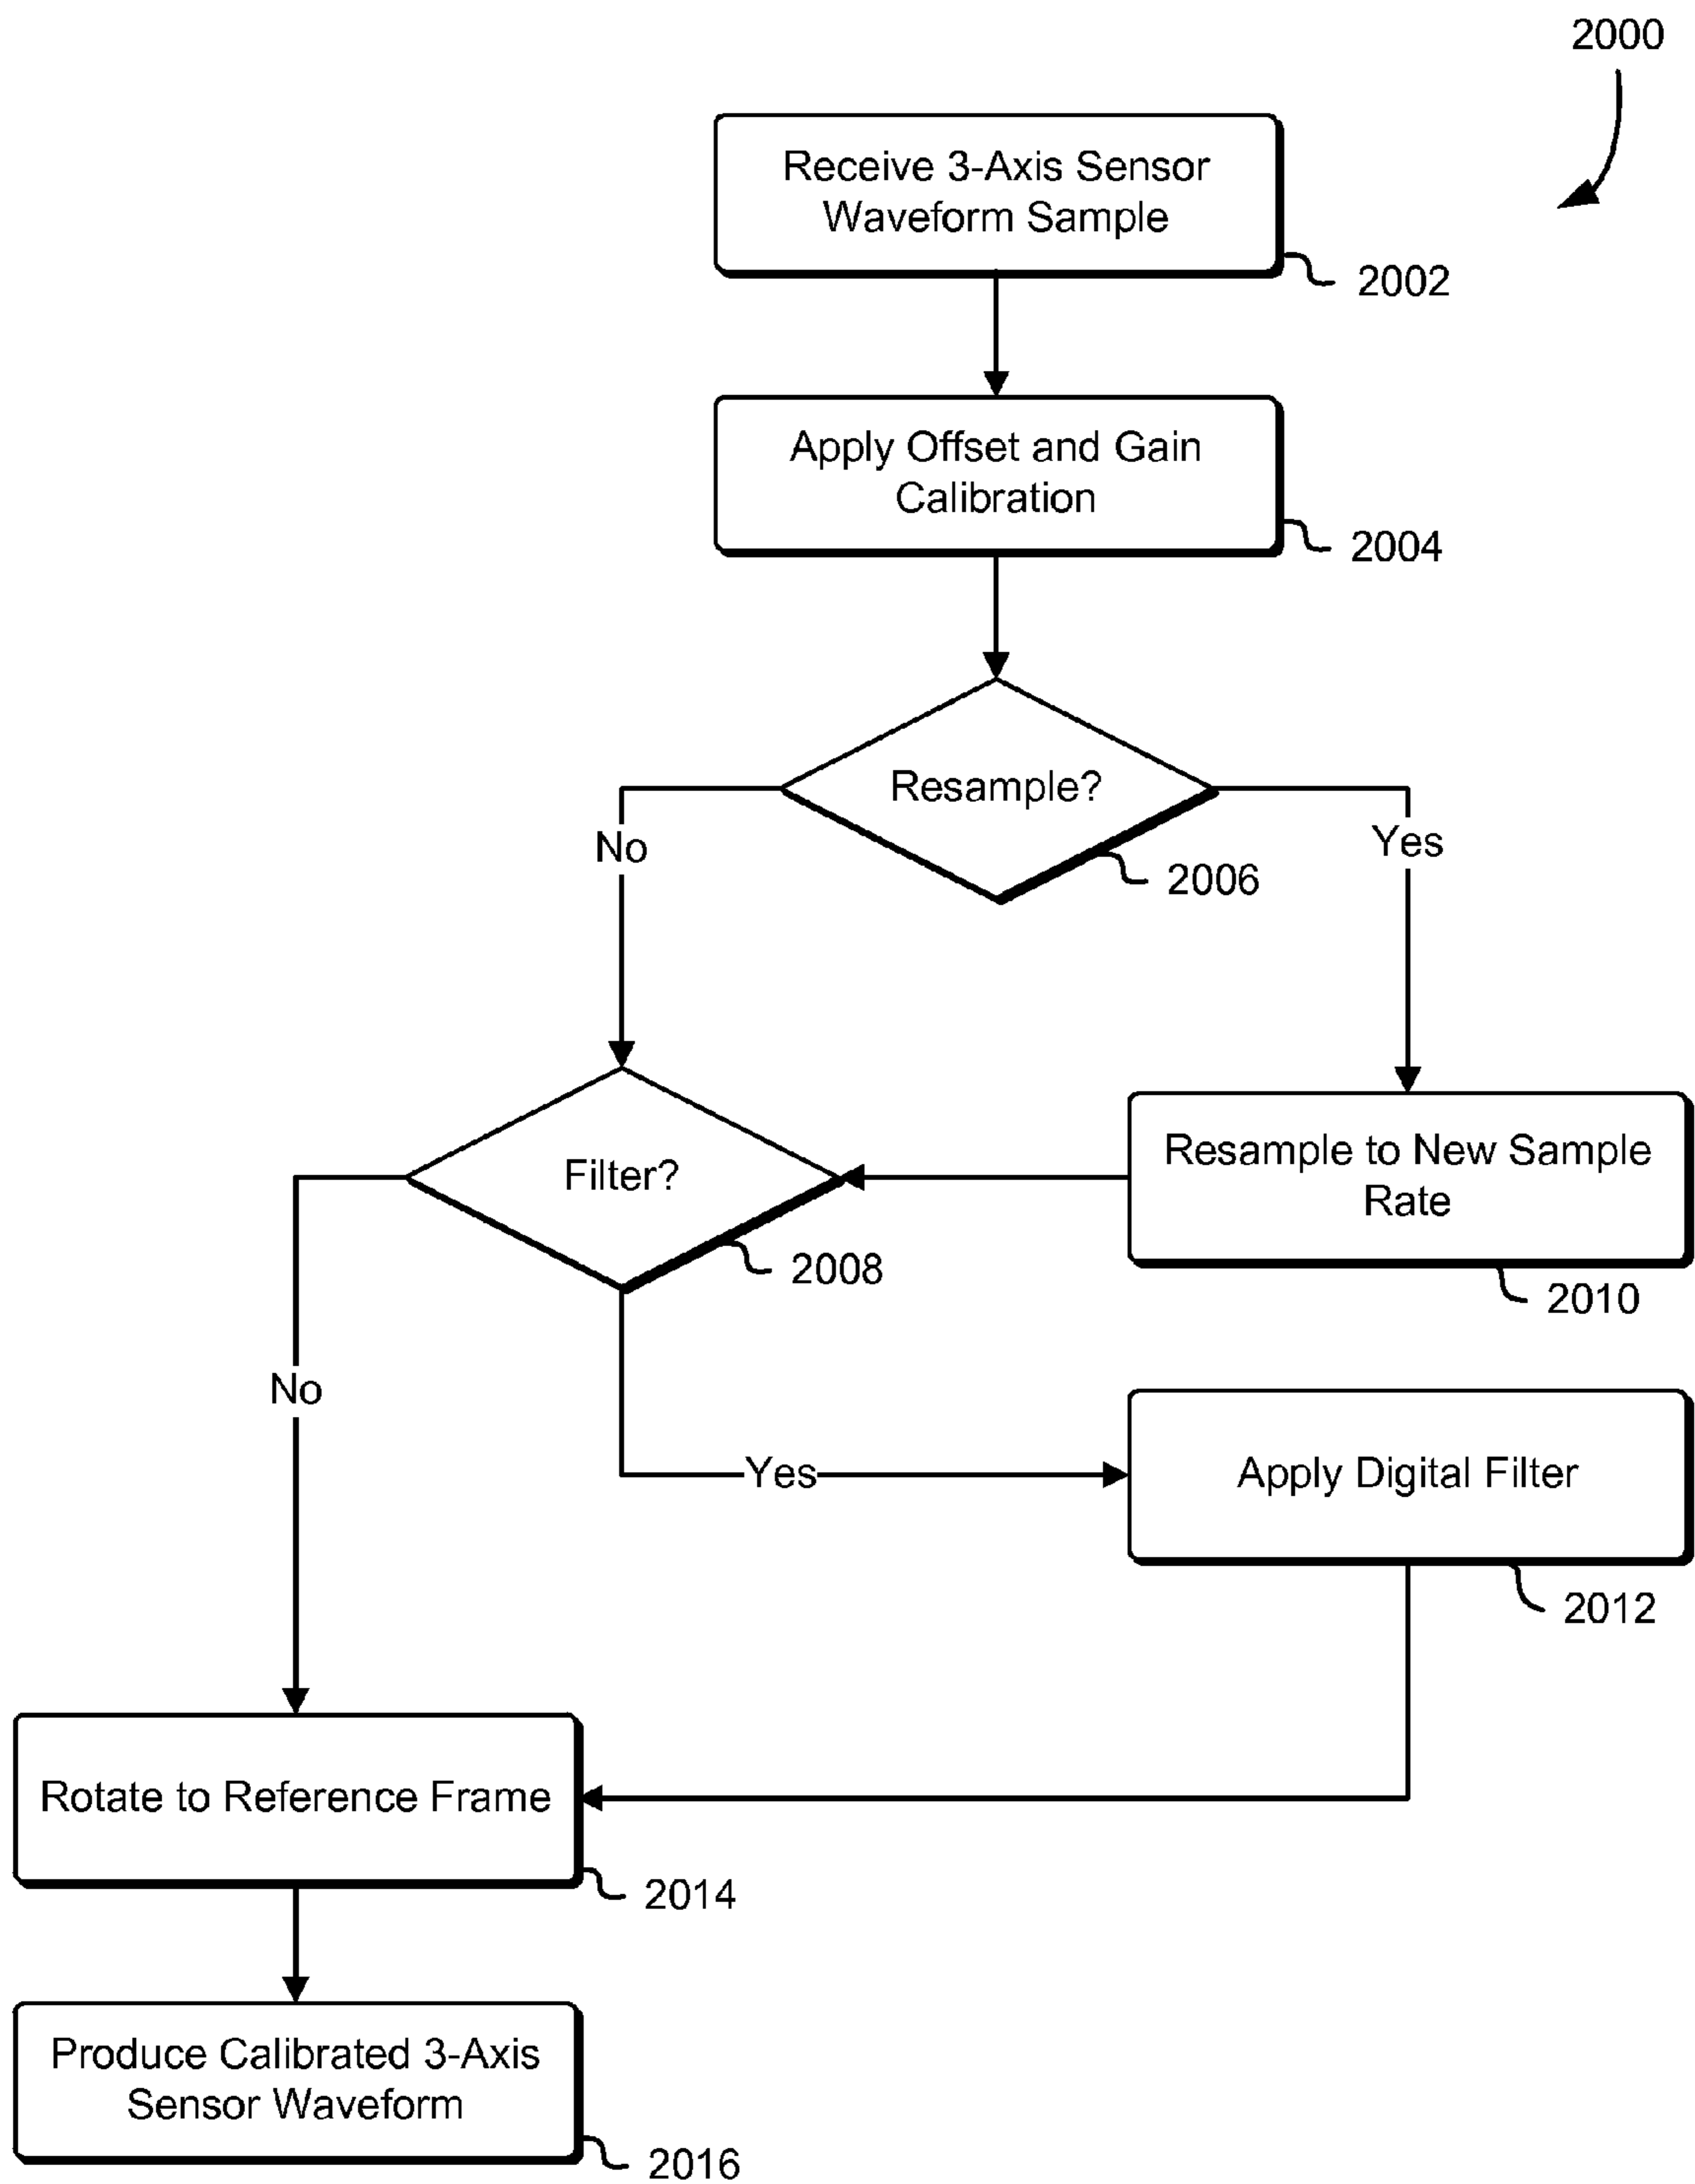 2000
Receive 3-Axis Sensor
Waveform Sample
2002
Apply Offset and Gain
Calibration
2004
Resample?
No
Yes
2006
Filter?
Resample to New Sample
Rate
2008
2010
No
Yes
Apply Digital Filter
2012
Rotate to Reference Frame
2014
Produce Calibrated 3-Axis
Sensor Waveform
2016